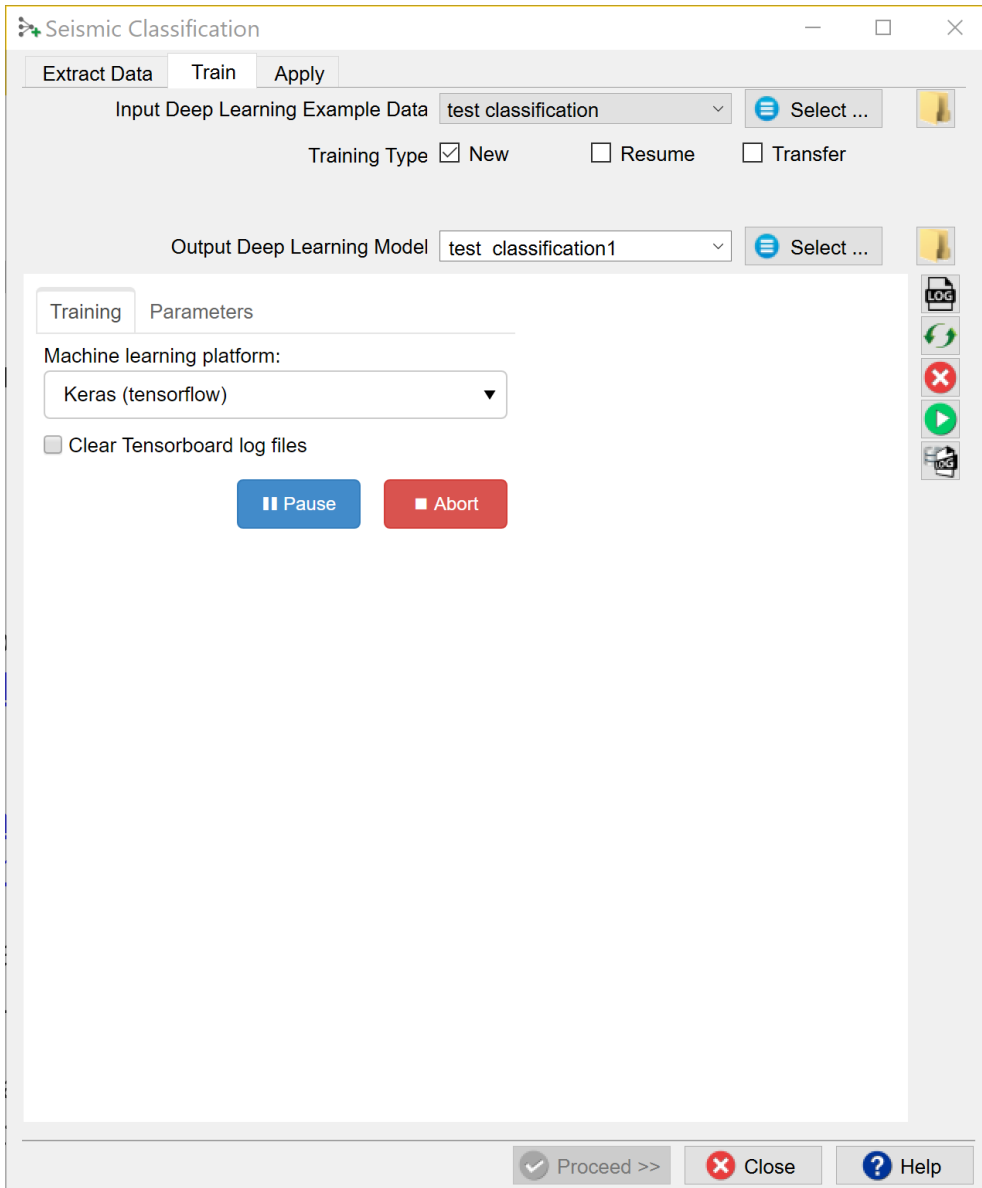 Seismic Classification
Extract Data Train Apply
Input Deep Learning Example Data test classification Select ...
Training Type New Resume Transfer
Output Deep Learning Model test_classification1 Select ...
LOG
Training Parameters
Machine learning platform:
Keras (tensorflow)
Clear Tensorboard log files
LOG
Pause Abort
Proceed >> Close Help